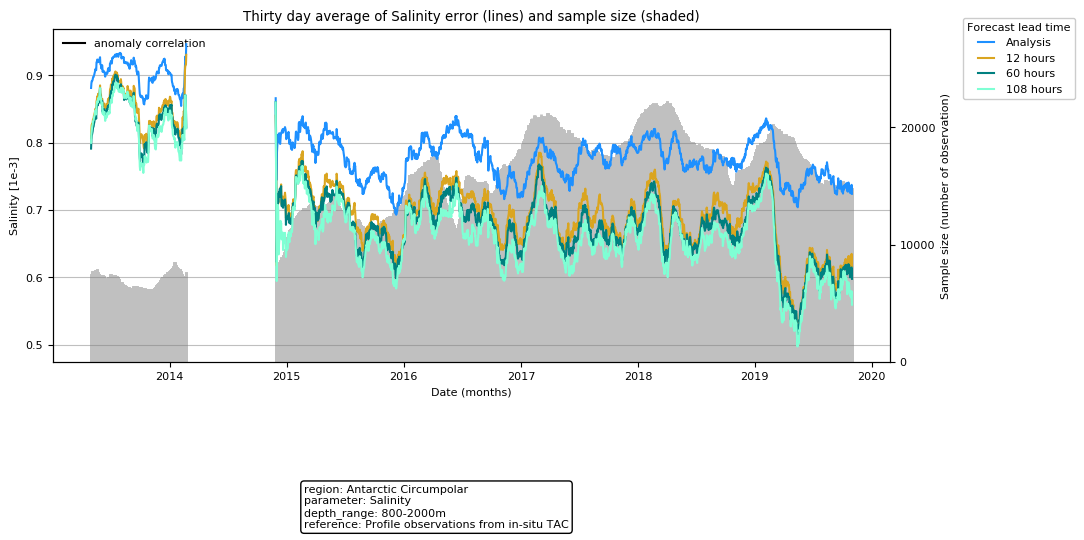 Thirty day average of Salinity error (lines) and sample size (shaded)
anomaly correlation
Forecast lead time
Analysis
12 hours
60 hours
108 hours
Salinity [1e-3]
0.9
0.8
0.7
0.6
0.5
20000
10000
0
Sample size (number of observation)
2014 2015 2016 2017 2018 2019 2020
Date (months)
region: Antarctic Circumpolar
parameter: Salinity
depth_range: 800-2000m
reference: Profile observations from in-situ TAC